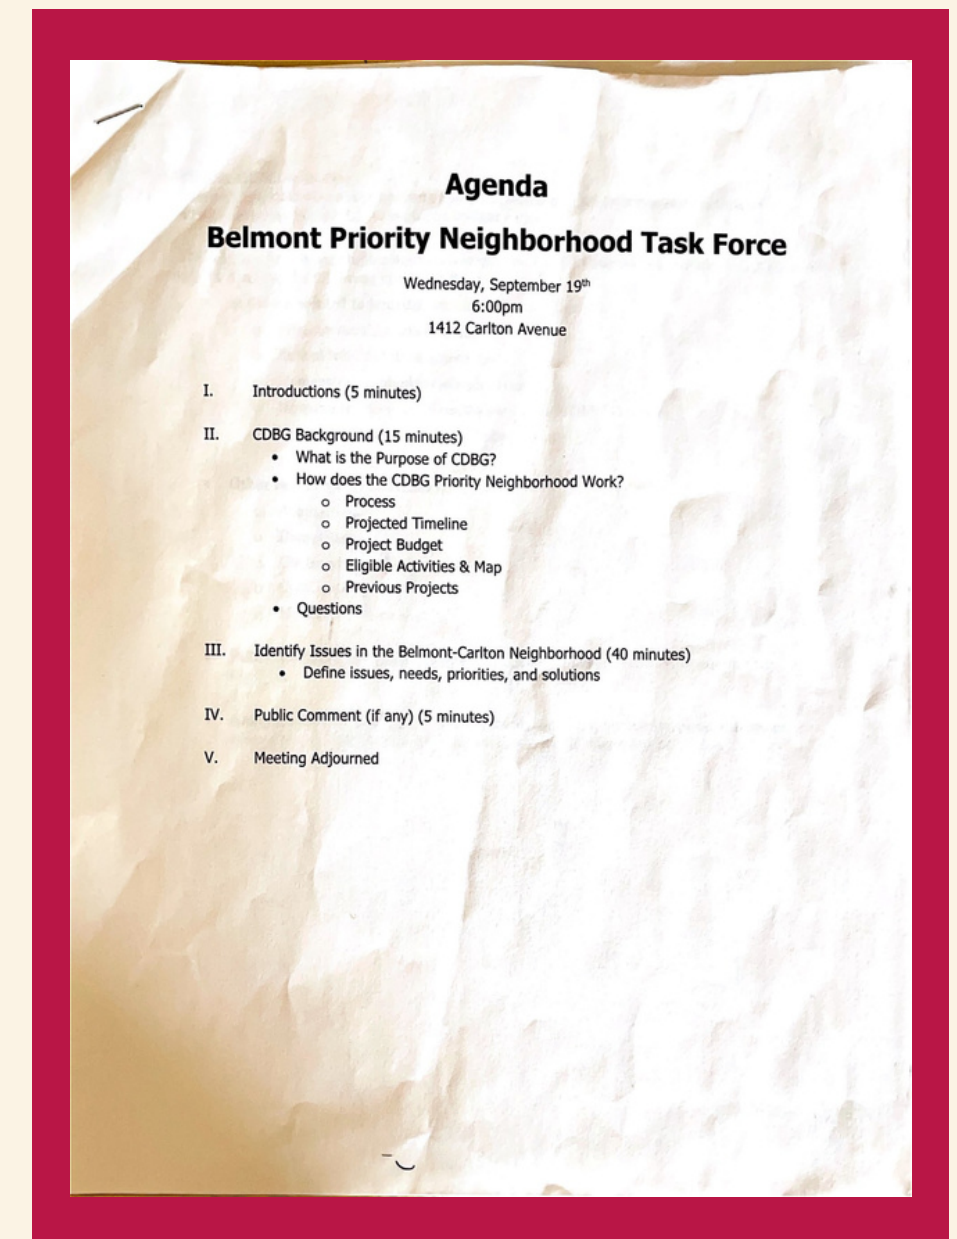 Agenda
Belmont Priority Neighborhood Task Force
Wednesday, September 19th
6:00pm
1412 Carlton Avenue
I. Introductions (5 minutes)
II. CDBG Background (15 minutes)
• What is the Purpose of CDBG?
• How does the CDBG Priority Neighborhood Work?
o Process
o Projected Timeline
o Project Budget
o Eligible Activities & Map
o Previous Projects
• Questions
III. Identify Issues in the Belmont-Carlton Neighborhood (40 minutes)
• Define issues, needs, priorities, and solutions
IV. Public Comment (if any) (5 minutes)
V. Meeting Adjourned